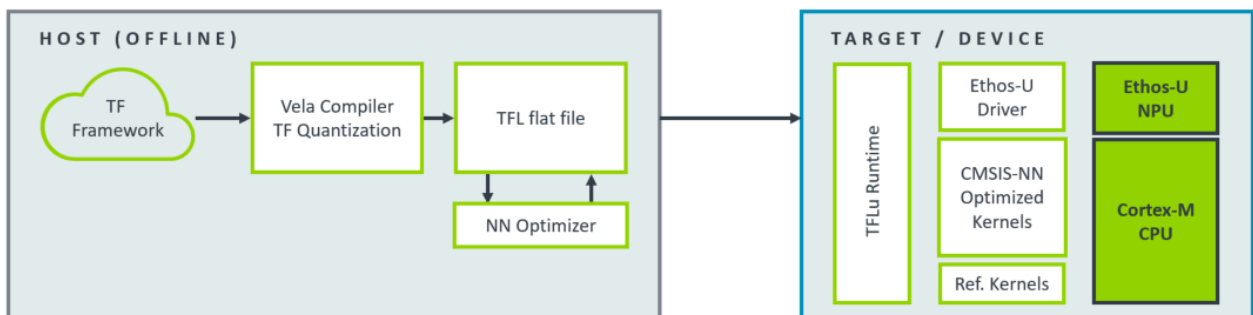 HOST (OFFLINE)
TF
Framework
Vela Compiler
TF Quantization
TFL flat file
NN Optimizer
TARGET / DEVICE
TFLu Runtime
Ethos-U
Driver
CMSIS-NN
Optimized
Kernels
Ref. Kernels
Ethos-U
NPU
Cortex-M
CPU